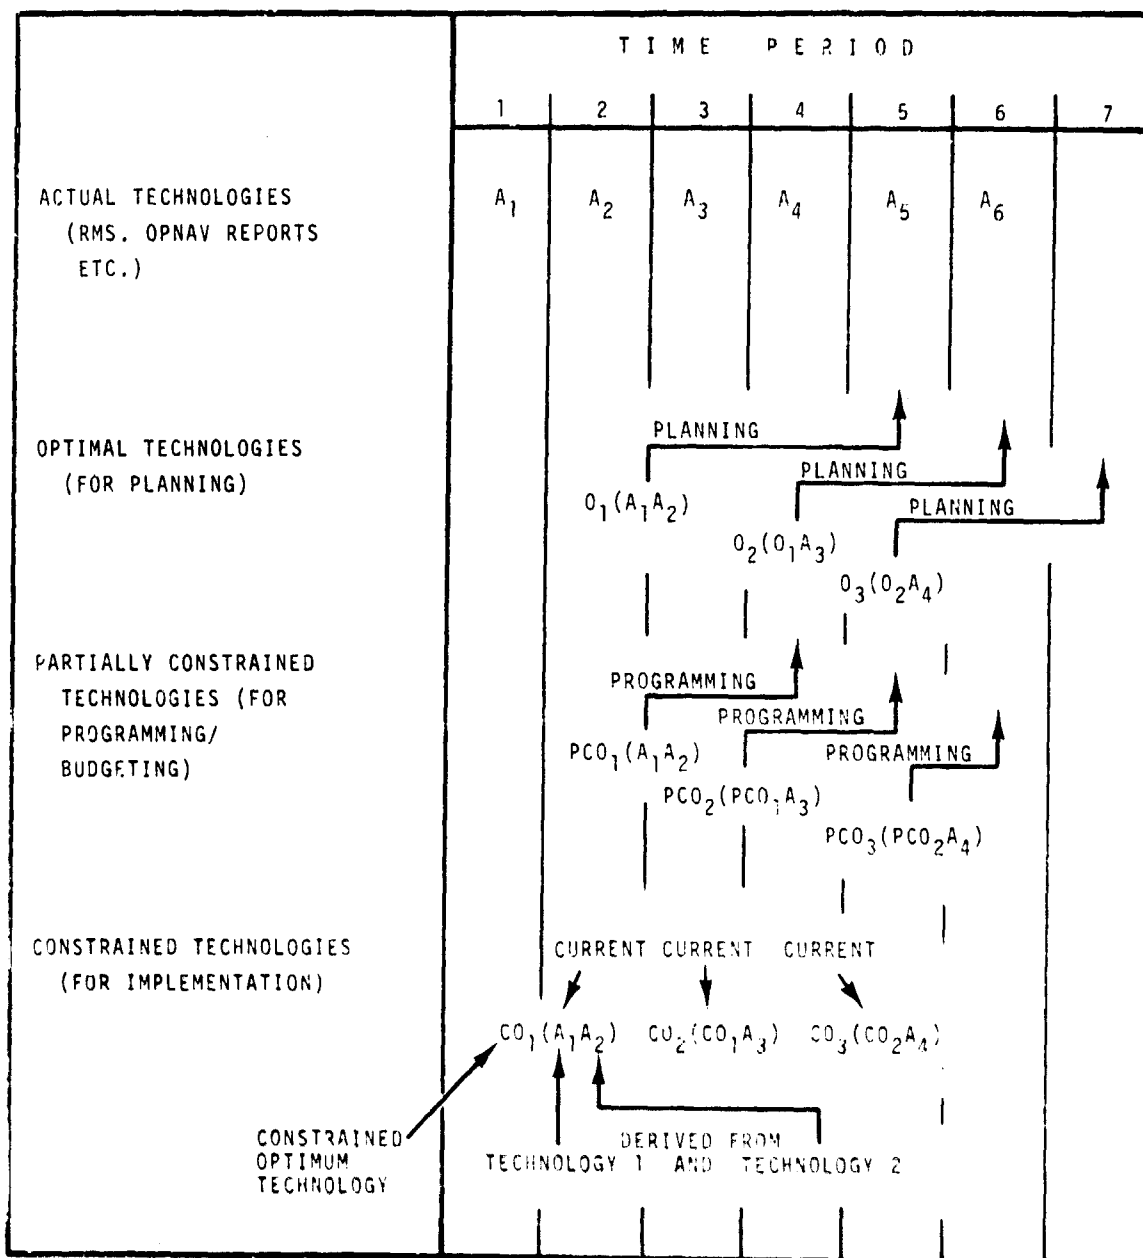 TIME PERIOD
1 2 3 4 5 6 7
ACTUAL TECHNOLOGIES
(RMS. OPNAV REPORTS
ETC.)
A₁ A₂ A₃ A₄ A₅ A₆
OPTIMAL TECHNOLOGIES
(FOR PLANNING)
PLANNING
PLANNING
PLANNING
O₁(A₁A₂)
O₂(O₁A₃)
O₃(O₂A₄)
PARTIALLY CONSTRAINED
TECHNOLOGIES (FOR
PROGRAMMING/
BUDGETING)
PROGRAMMING
PROGRAMMING
PROGRAMMING
PCO₁(A₁A₂)
PCO₂(PCO₁A₃)
PCO₃(PCO₂A₄)
CONSTRAINED TECHNOLOGIES
(FOR IMPLEMENTATION)
CURRENT CURRENT CURRENT
CO₁(A₁A₂) CO₂(CO₁A₃) CO₃(CO₂A₄)
CONSTRAINED
OPTIMUM
TECHNOLOGY
DERIVED FROM
TECHNOLOGY 1 AND TECHNOLOGY 2